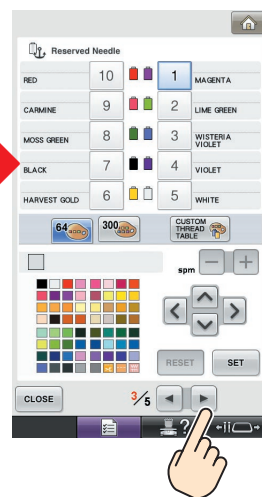 Reserved Needle
RED 10 1 MAGENTA
CARMINE 9 2 LIME GREEN
MOSS GREEN 8 3 WISTERIA VIOLET
BLACK 7 4 VIOLET
HARVEST GOLD 6 5 WHITE
64 300 CUSTOM THREAD TABLE
spm - +
RESET SET
CLOSE 3/5
?